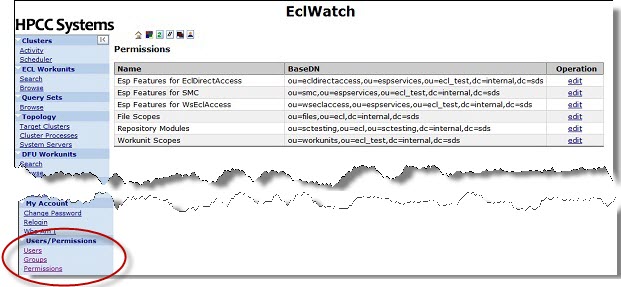 EclWatch
HPCC Systems
Clusters
Activity
Scheduler
ECL Workunits
Search
Browse
Query Sets
Browse
Topology
Target Clusters
Cluster Processes
System Servers
DFU Workunits
Search
My Account
Change Password
Relogin
Users/Permissions
Users
Groups
Permissions
Permissions
Name BaseDN Operation
Esp Features for EclDirectAccess ou=ecldirectaccess,ou=espservices,ou=ecl_test,dc=internal,dc=sds edit
Esp Features for SMC ou=smc,ou=espservices,ou=ecl_test,dc=internal,dc=sds edit
Esp Features for WsEclAccess ou=wseclaccess,ou=espservices,ou=ecl_test,dc=internal,dc=sds edit
File Scopes ou=files,ou=ecl,ou=ecl_test,dc=internal,dc=sds edit
Repository Modules ou=sctesting,ou=ecl,ou=sctesting,dc=internal,dc=sds edit
Workunit Scopes ou=workunits,ou=ecl_test,dc=internal,dc=sds edit